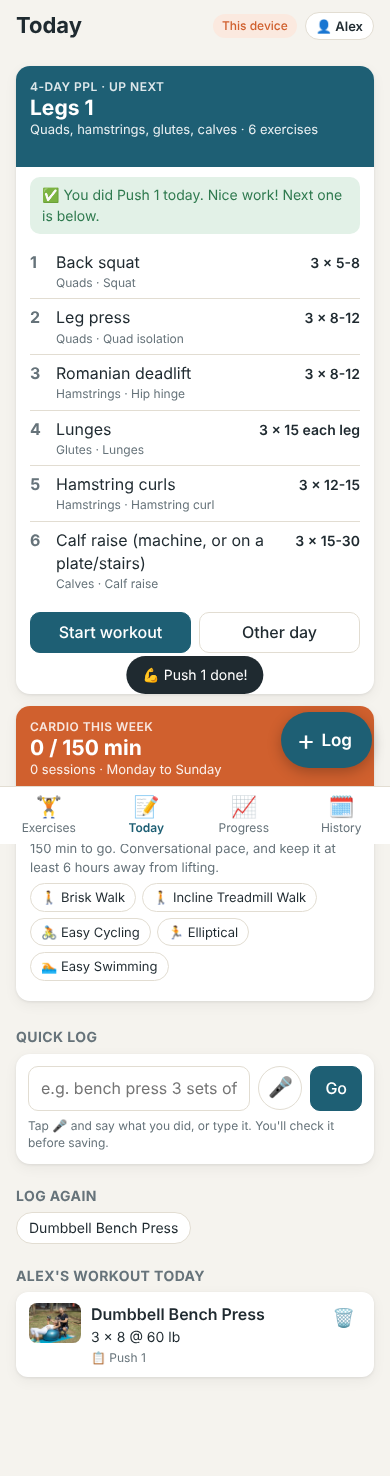 Today
This device
Alex
4-DAY PPL · UP NEXT
Legs 1
Quads, hamstrings, glutes, calves · 6 exercises
You did Push 1 today. Nice work! Next one
is below.
1 Back squat 3 × 5-8
Quads · Squat
2 Leg press 3 × 8-12
Quads · Quad isolation
3 Romanian deadlift 3 × 8-12
Hamstrings · Hip hinge
4 Lunges 3 × 15 each leg
Glutes · Lunges
5 Hamstring curls 3 × 12-15
Hamstrings · Hamstring curl
6 Calf raise (machine, or on a 3 × 15-30
plate/stairs)
Calves · Calf raise
Start workout Other day
Push 1 done!
CARDIO THIS WEEK
0 / 150 min
0 sessions · Monday to Sunday
+ Log
Exercises Today Progress History
150 min to go. Conversational pace, and keep it at
least 6 hours away from lifting.
Brisk Walk Incline Treadmill Walk
Easy Cycling Elliptical
Easy Swimming
QUICK LOG
e.g. bench press 3 sets of Go
Tap 🎤 and say what you did, or type it. You'll check it
before saving.
LOG AGAIN
Dumbbell Bench Press
ALEX'S WORKOUT TODAY
Dumbbell Bench Press
3 × 8 @ 60 lb
Push 1